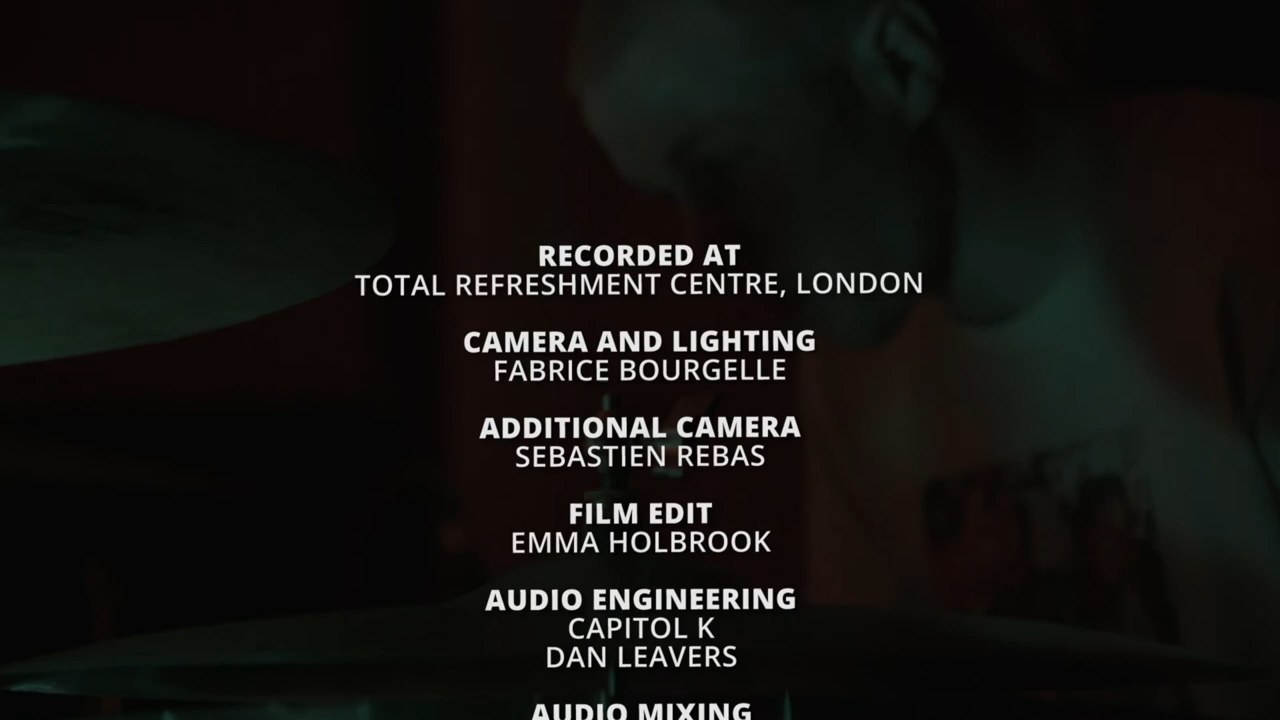 RECORDED AT
TOTAL REFRESHMENT CENTRE, LONDON
CAMERA AND LIGHTING
FABRICE BOURGELLE
ADDITIONAL CAMERA
SEBASTIEN REBAS
FILM EDIT
EMMA HOLBROOK
AUDIO ENGINEERING
CAPITOL K
DAN LEAVERS
AUDIO MIXING